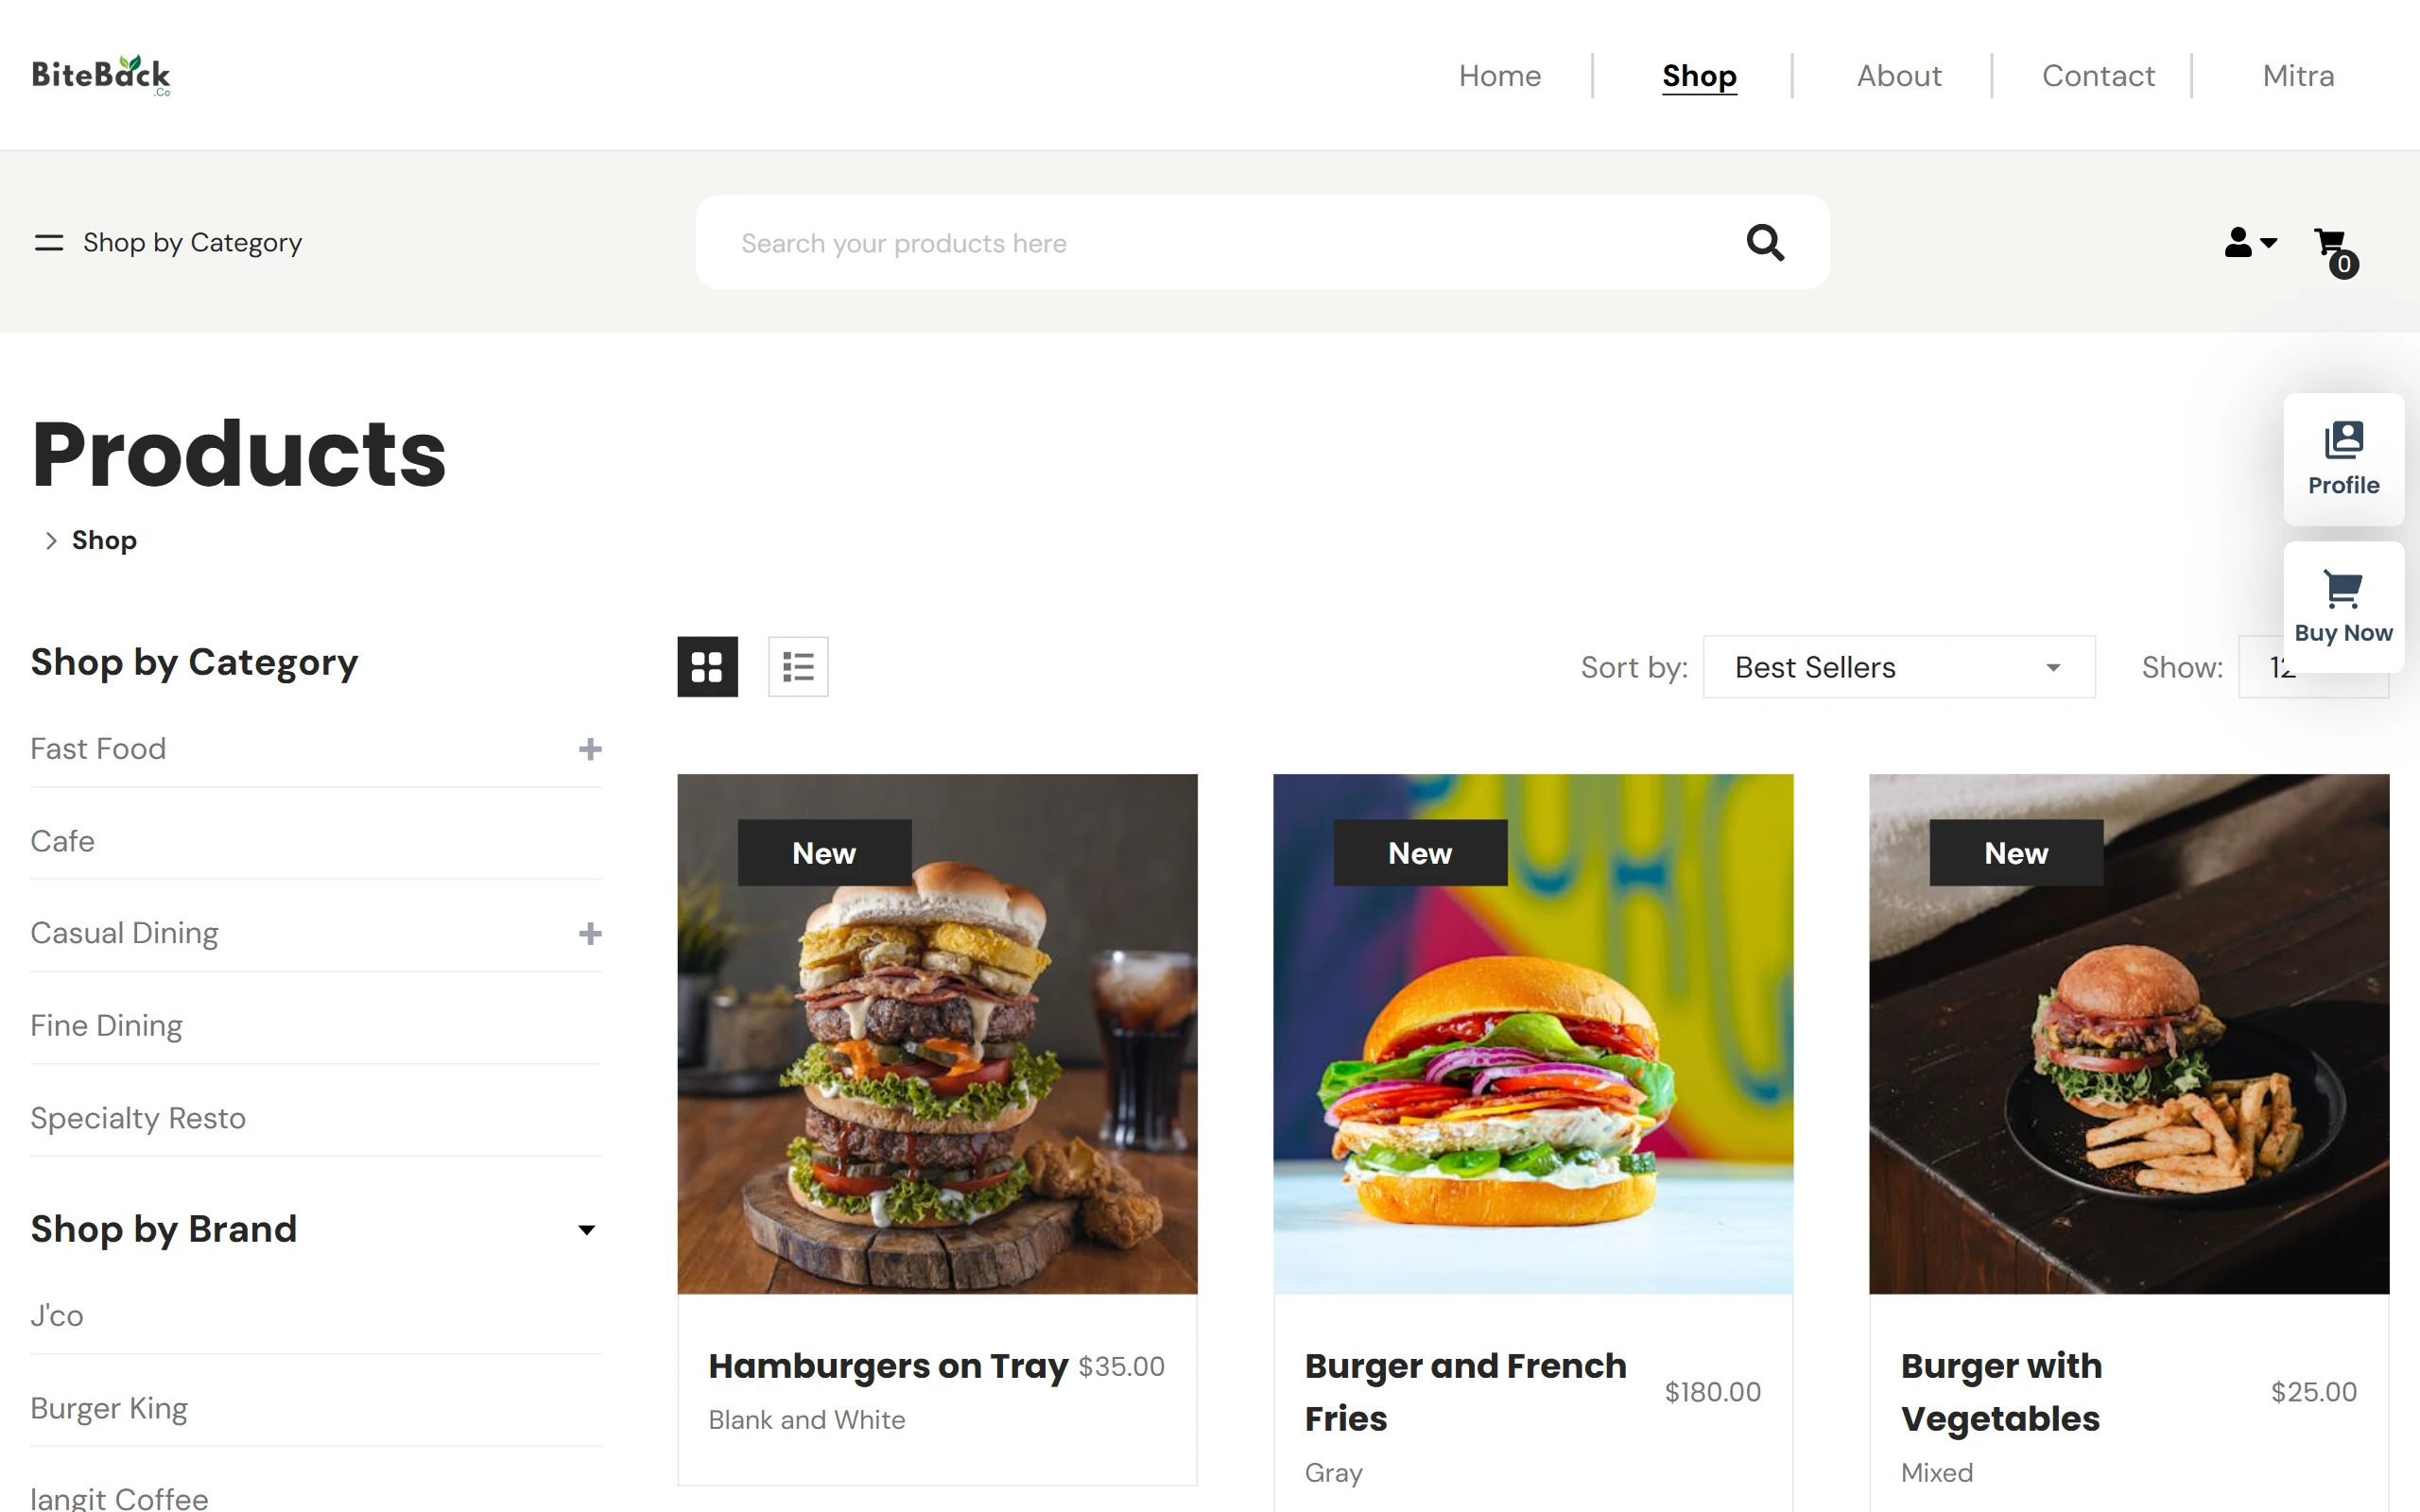 BiteBack
.Co
Home
Shop
About
Contact
Mitra
Shop by Category
Search your products here
0
Products
Shop
Profile
Buy Now
Shop by Category
Sort by:
Best Sellers
Show:
12
Fast Food
Cafe
Casual Dining
Fine Dining
Specialty Resto
Shop by Brand
J'co
Burger King
langit Coffee
New
New
New
Hamburgers on Tray $35.00
Blank and White
Burger and French
Fries
$180.00
Gray
Burger with
Vegetables
$25.00
Mixed